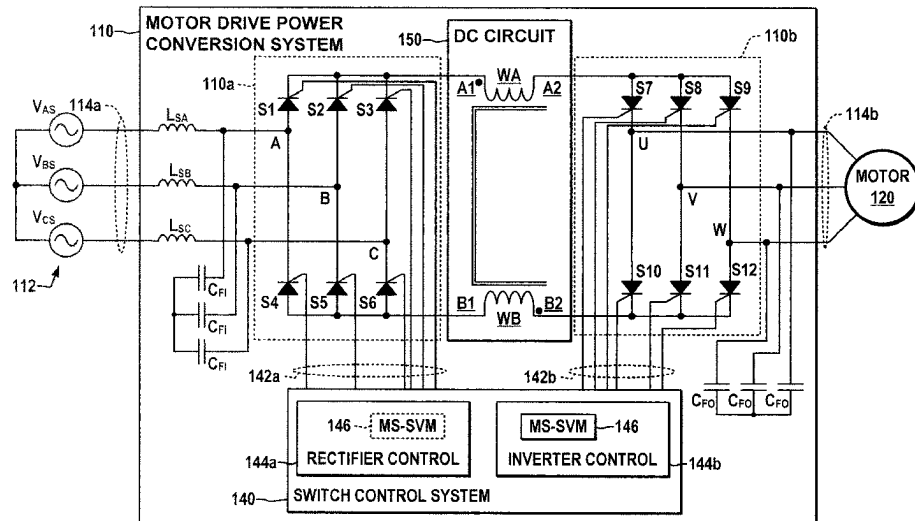 110
MOTOR DRIVE POWER
CONVERSION SYSTEM
150
DC CIRCUIT
110b
110a
114a
WA
A1
A2
S1
S2
S3
S7
S8
S9
114b
VAS
LSA
A
U
VBS
LSB
B
V
MOTOR
120
VCS
LSC
C
W
112
CFI
CFI
CFI
S4
S5
S6
B1
WB
B2
S10
S11
S12
142a
142b
CFO
CFO
CFO
146
MS-SVM
MS-SVM
146
144a
RECTIFIER CONTROL
INVERTER CONTROL
144b
140
SWITCH CONTROL SYSTEM